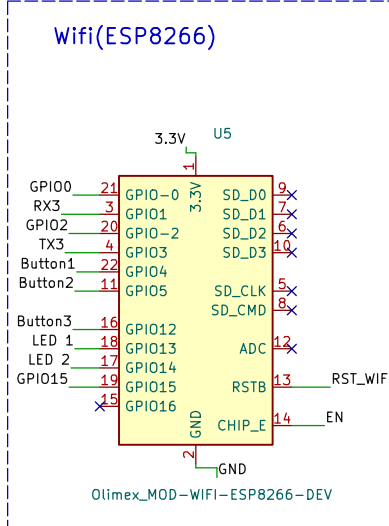 Wifi(ESP8266)
3.3V U5
1
GPIO0 21 GPIO-0 3.3V SD_D0 9
RX3 3 GPIO1 SD_D1 7
GPIO2 20 GPIO-2 SD_D2 6
TX3 4 GPIO3 SD_D3 10
Button1 22 GPIO4
Button2 11 GPIO5 SD_CLK 5
SD_CMD 8
Button3 16 GPIO12
LED 1 18 GPIO13 ADC 12
LED 2 17 GPIO14
GPIO15 19 GPIO15 RSTB 13 RST_WIF
15 GPIO16
GND CHIP_E 14 EN
2
GND
Olimex_MOD-WIFI-ESP8266-DEV